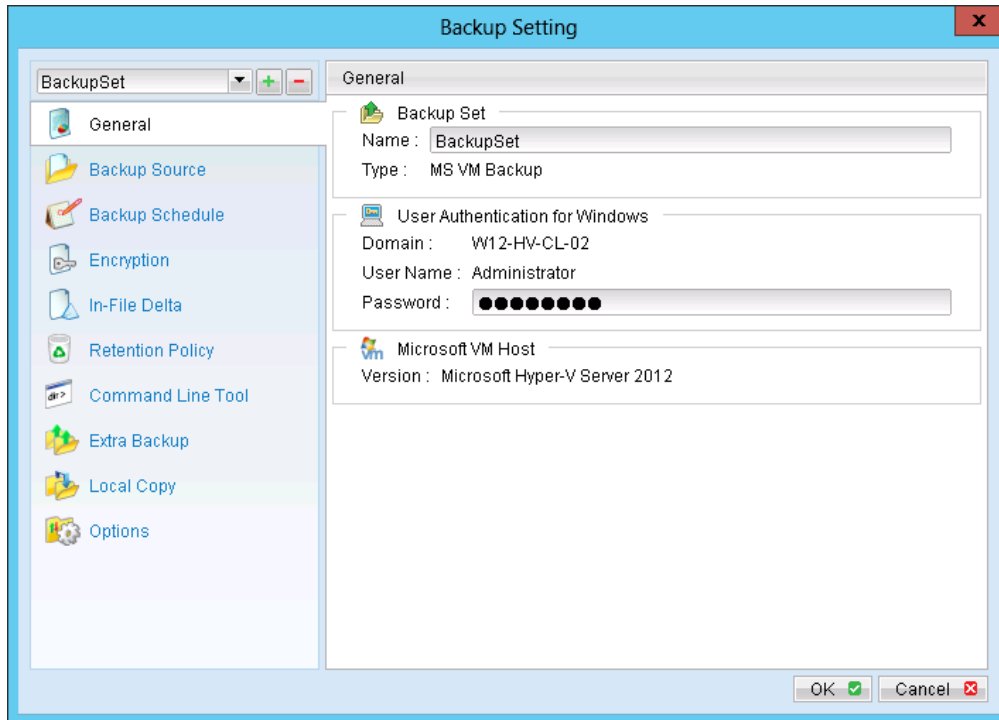 Backup Setting
x
BackupSet
General
Backup Source
Backup Schedule
Encryption
In-File Delta
Retention Policy
Command Line Tool
Extra Backup
Local Copy
Options
General
Backup Set
Name : BackupSet
Type : MS VM Backup
User Authentication for Windows
Domain : W12-HV-CL-02
User Name : Administrator
Password : ●●●●●●●●
Microsoft VM Host
Version : Microsoft Hyper-V Server 2012
OK
Cancel